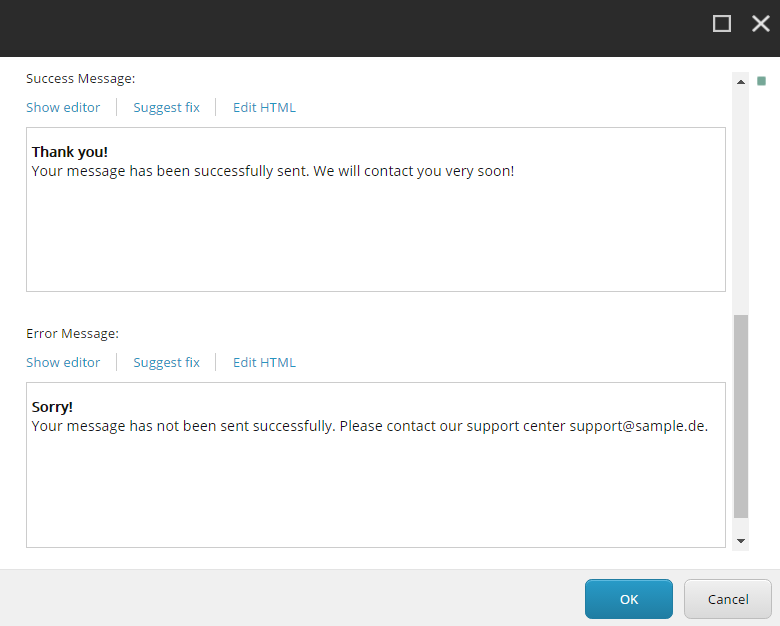 Success Message:
Show editor
Suggest fix
Edit HTML
Thank you!
Your message has been successfully sent. We will contact you very soon!
Error Message:
Show editor
Suggest fix
Edit HTML
Sorry!
Your message has not been sent successfully. Please contact our support center support@sample.de.
OK
Cancel